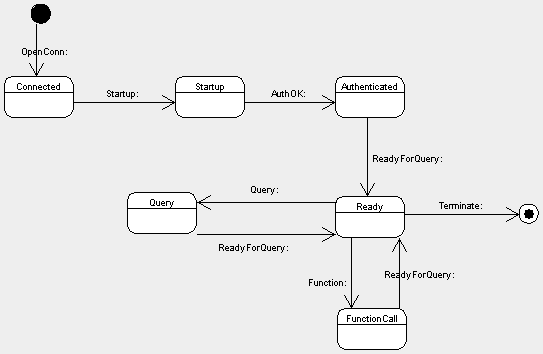 OpenConn:
Connected
Startup:
Startup
AuthOK:
Authenticated
ReadyForQuery:
Query
Query:
Ready
Terminate:
ReadyForQuery:
Function:
ReadyForQuery:
FunctionCall